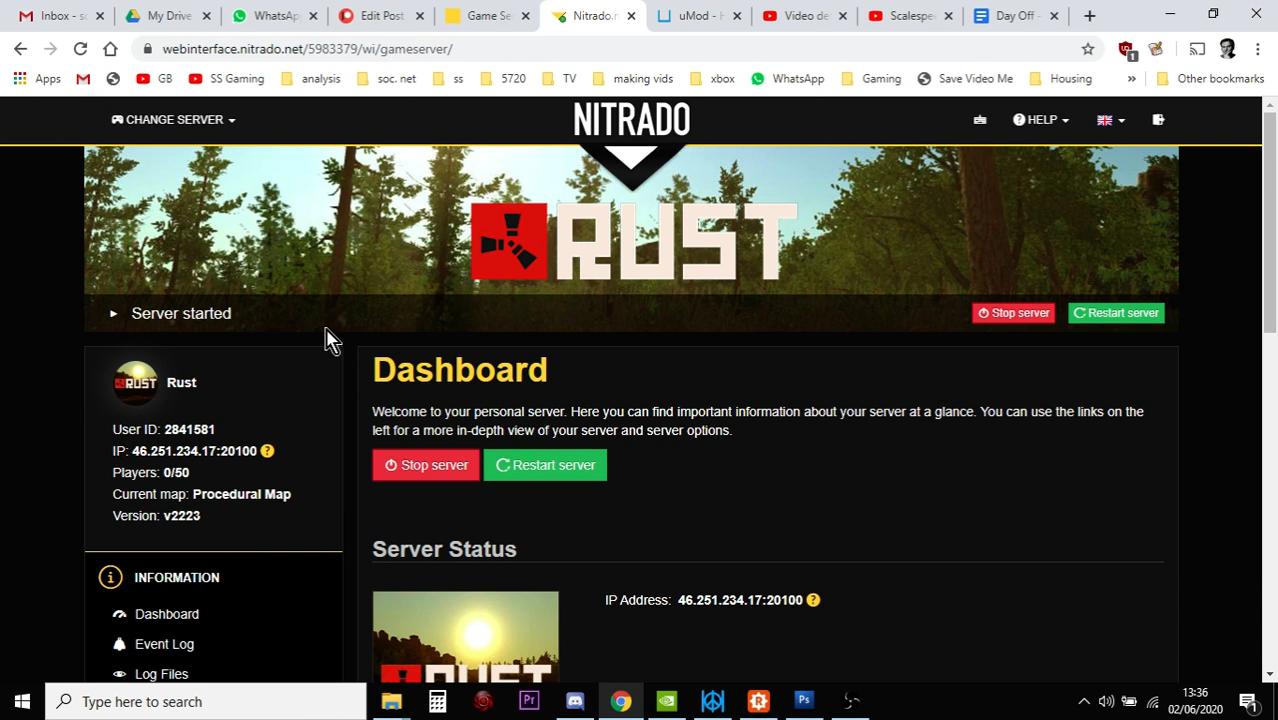 Inbox - sc
My Drive
WhatsApp
Edit Post
Game Se
Nitrado.n
uMod - H
Video de
Scalespe
Day Off -
webinterface.nitrado.net/5983379/wi/gameserver/
1
Apps
GB
SS Gaming
analysis
soc. net
ss
5720
TV
making vids
xbox
WhatsApp
Gaming
Save Video Me
Housing
»
Other bookmarks
CHANGE SERVER
NITRADO
HELP
RUST
Server started
Stop server
Restart server
RUST
Rust
User ID: 2841581
IP: 46.251.234.17:20100 ?
Players: 0/50
Current map: Procedural Map
Version: v2223
INFORMATION
Dashboard
Event Log
Log Files
Dashboard
Welcome to your personal server. Here you can find important information about your server at a glance. You can use the links on the
left for a more in-depth view of your server and server options.
Stop server
Restart server
Server Status
IP Address: 46.251.234.17:20100 ?
RUST
Type here to search
Pr
Ps
13:36
02/06/2020
1